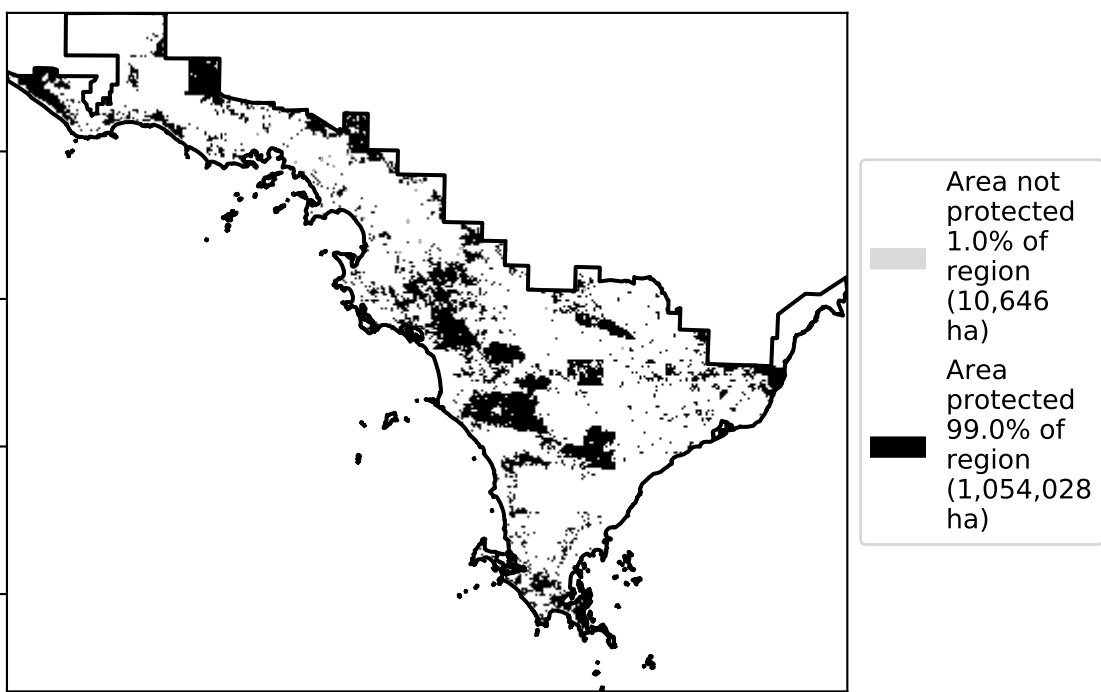 Area not
protected
1.0% of
region
(10,646
ha)
Area
protected
99.0% of
region
(1,054,028
ha)